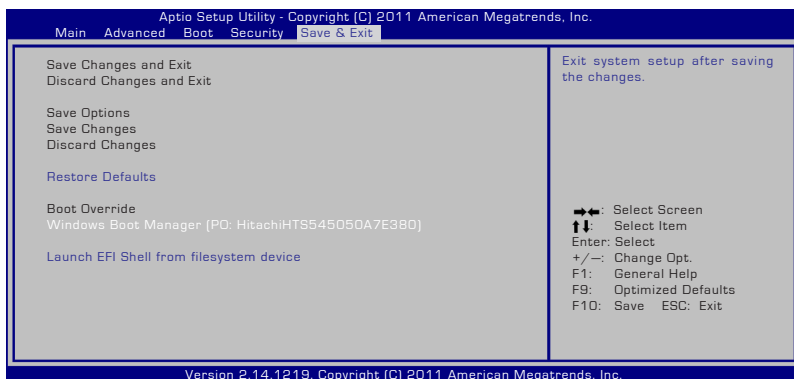 Aptio Setup Utility - Copyright (C) 2011 American Megatrends, Inc.
Main Advanced Boot Security Save & Exit
Save Changes and Exit
Discard Changes and Exit
Save Options
Save Changes
Discard Changes
Restore Defaults
Boot Override
Windows Boot Manager (PO: HitachiHTS545050A7E380)
Launch EFI Shell from filesystem device
Exit system setup after saving
the changes.
→←: Select Screen
↑↓: Select Item
Enter: Select
+/—: Change Opt.
F1: General Help
F9: Optimized Defaults
F10: Save ESC: Exit
Version 2.14.1219. Copyright (C) 2011 American Megatrends, Inc.